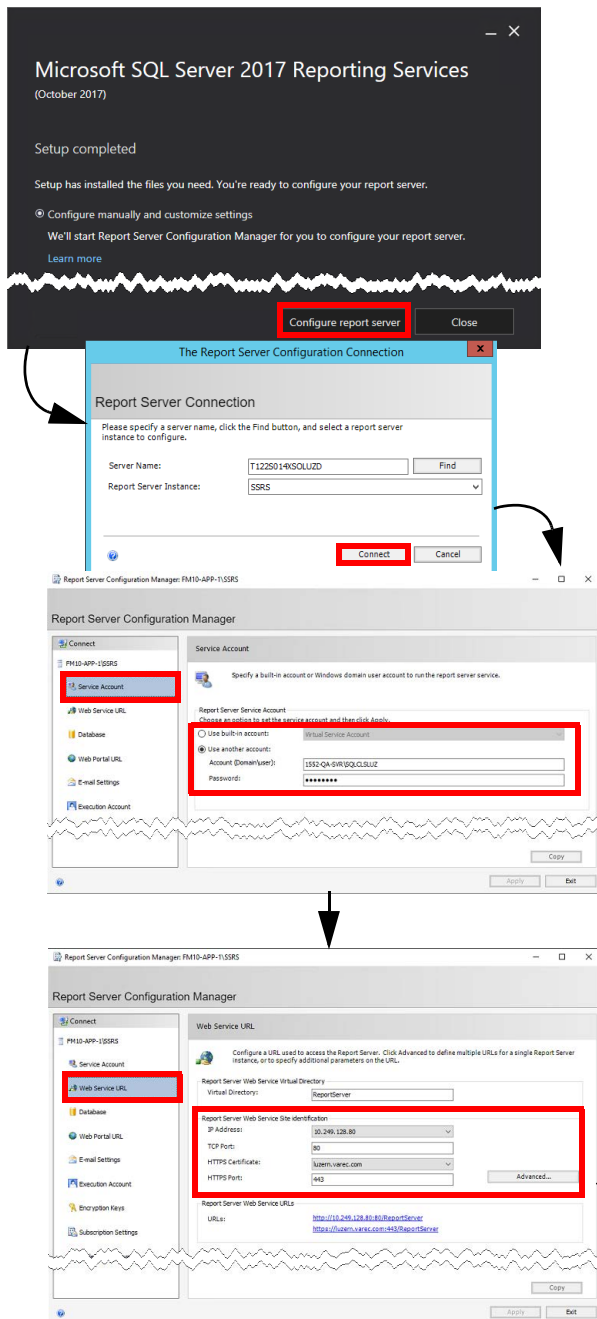 Microsoft SQL Server 2017 Reporting Services
(October 2017)
Setup completed
Setup has installed the files you need. You're ready to configure your report server.
Configure manually and customize settings
We'll start Report Server Configuration Manager for you to configure your report server.
Learn more
Configure report server
Close
The Report Server Configuration Connection
x
Report Server Connection
Please specify a server name, click the Find button, and select a report server
instance to configure.
Server Name:
T122S014XSOLUZD
Find
Report Server Instance:
SSRS
Connect
Cancel
Report Server Configuration Manager: FM10-APP-1\SSRS
Report Server Configuration Manager
Connect
FM10-APP-1\SSRS
Service Account
Web Service URL
Database
Web Portal URL
E-mail Settings
Execution Account
Service Account
Specify a built-in account or Windows domain user account to run the report server service.
Report Server Service Account
Choose an option to set the service account and then click Apply.
Use built-in account:
Virtual Service Account
Use another account:
Account (Domain\user):
1552-QA-SVR\SQLCLSLUZ
Password:
Copy
Apply
Exit
Report Server Configuration Manager: FM10-APP-1\SSRS
Report Server Configuration Manager
Connect
FM10-APP-1\SSRS
Service Account
Web Service URL
Database
Web Portal URL
E-mail Settings
Execution Account
Encryption Keys
Subscription Settings
Web Service URL
Configure a URL used to access the Report Server. Click Advanced to define multiple URLs for a single Report Server
instance, or to specify additional parameters on the URL.
Report Server Web Service Virtual Directory
Virtual Directory:
ReportServer
Report Server Web Service Site identification
IP Address:
10.249.128.80
TCP Port:
80
HTTPS Certificate:
luzern.varec.com
HTTPS Port:
443
Advanced...
Report Server Web Service URLs
URLs:
http://10.249.128.80:80/ReportServer
https://luzern.varec.com:443/ReportServer
Copy
Apply
Exit